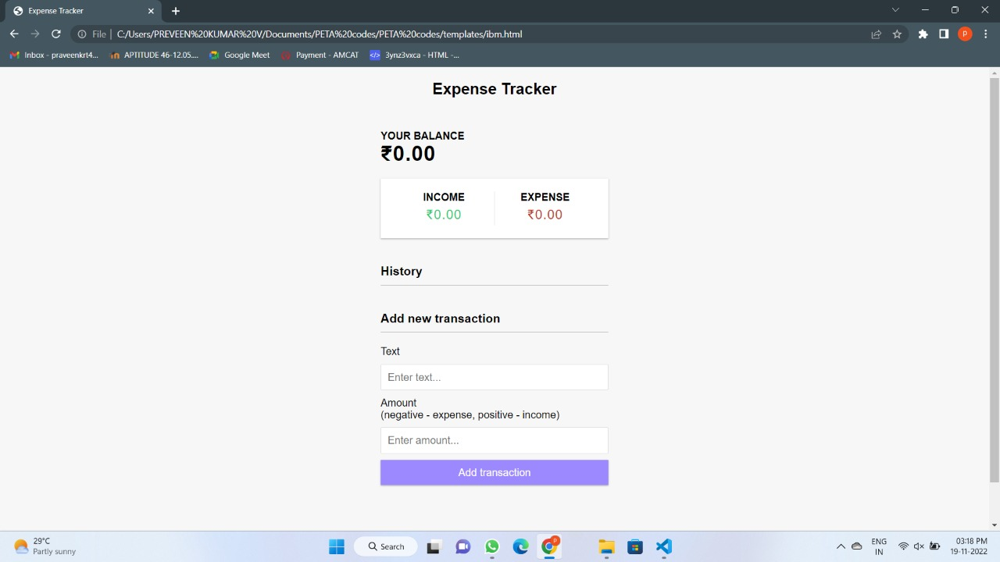 Expense Tracker
File
C:/Users/PREVEEN%20KUMAR%20V/Documents/PETA%20codes/PETA%20codes/templates/ibm.html
P
Inbox - praveenkrt4...
APTITUDE 46-12.05....
Google Meet
Payment - AMCAT
</> 3ynz3vxca - HTML -...
Expense Tracker
YOUR BALANCE
₹0.00
INCOME
EXPENSE
₹0.00
₹0.00
History
Add new transaction
Text
Enter text...
Amount
(negative - expense, positive - income)
Enter amount...
Add transaction
29°C
Partly sunny
Search
P
ENG
IN
03:18 PM
19-11-2022